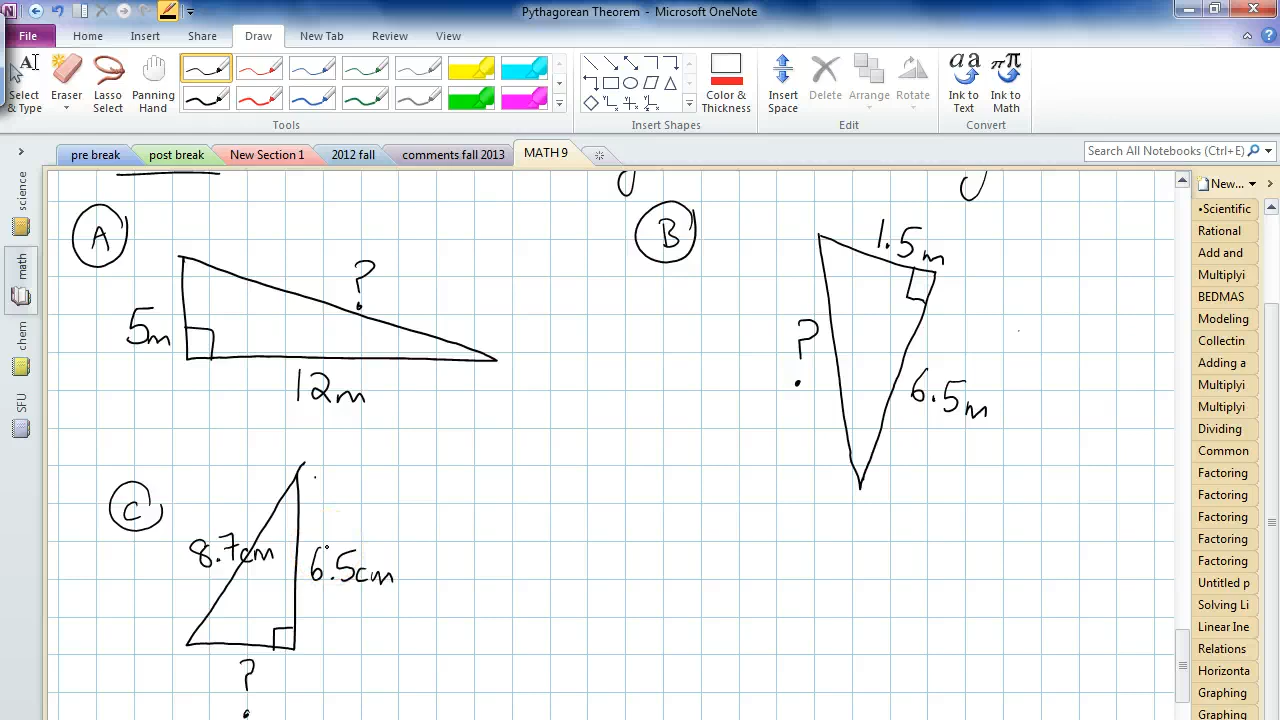 Pythagorean Theorem - Microsoft OneNote
File Home Insert Share Draw New Tab Review View
Select & Type
Eraser
Lasso Select
Panning Hand
Color & Thickness
Insert Space
Delete
Arrange
Rotate
Ink to Text
Ink to Math
Tools Insert Shapes Edit Convert
pre break post break New Section 1 2012 fall comments fall 2013 MATH 9
Search All Notebooks (Ctrl+E)
science
math
chem
SFU
A
5m
?
12m
B
1.5m
?
6.5m
C
8.7cm
6.5cm
?
New...
•Scientific
Rational
Add and
Multiplyi
BEDMAS
Modeling
Collectin
Adding a
Multiplyi
Multiplyi
Dividing
Common
Factoring
Factoring
Factoring
Factoring
Factoring
Untitled p
Solving Li
Linear Ine
Relations
Horizonta
Graphing
Graphing